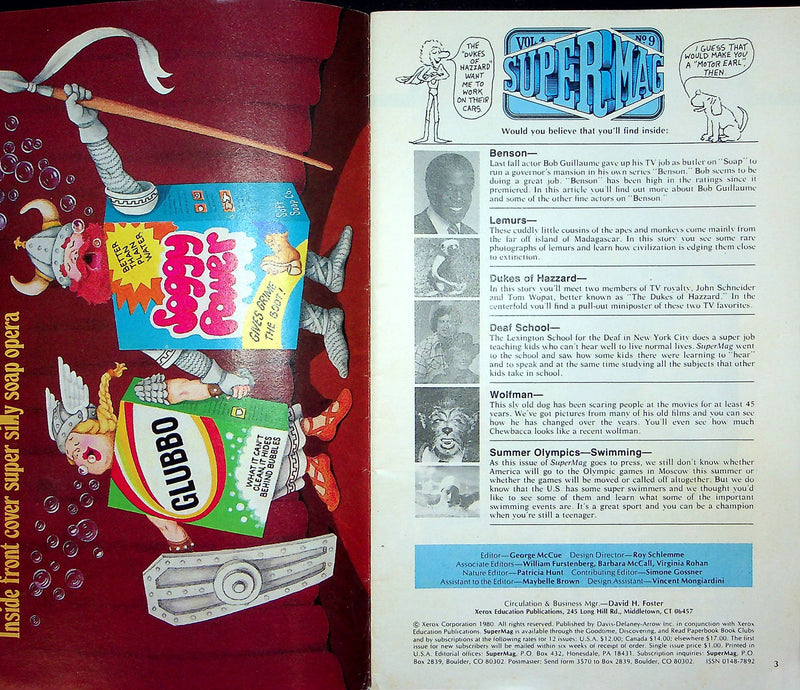 Inside front cover super silly soap opera
BETTER
THAN
PLAIN
WATER
Soggy
Power
Suft
Soap Co.
GIVES GRIME
THE BOOT!
GLUBBO
WHAT IT CAN'T
CLEAN, IT HIDES
BEHIND BUBBLES
THE
"DUKES
OF
HAZZARD"
WANT
ME TO
WORK
ON THEIR
CARS.
VOL. 4 No 9
SUPERMAG
I GUESS THAT
WOULD MAKE YOU
A "MOTOR EARL,"
THEN.
Would you believe that you'll find inside:
Benson—
Last fall actor Bob Guillaume gave up his TV job as butler on "Soap" to
run a governor's mansion in his own series "Benson." Bob seems to be
doing a great job. "Benson" has been high in the ratings since it
premiered. In this article you'll find out more about Bob Guillaume
and some of the other fine actors on "Benson."
Lemurs—
These cuddly little cousins of the apes and monkeys come mainly from
the far off island of Madagascar. In this story you see some rare
photographs of lemurs and learn how civilization is edging them close
to extinction.
Dukes of Hazzard—
In this story you'll meet two members of TV royalty, John Schneider
and Tom Wopat, better known as "The Dukes of Hazzard." In the
centerfold you'll find a pull-out miniposter of these two TV favorites.
Deaf School—
The Lexington School for the Deaf in New York City does a super job
teaching kids who can't hear well to live normal lives. SuperMag went
to the school and saw how some kids there were learning to "hear"
and to speak and at the same time studying all the subjects that other
kids take in school.
Wolfman—
This sly old dog has been scaring people at the movies for at least 45
years. We've got pictures from many of his old films and you can see
how he has changed over the years. You'll even see how much
Chewbacca looks like a recent wolfman.
Summer Olympics—Swimming—
As this issue of SuperMag goes to press, we still don't know whether
America will go to the Olympic games in Moscow this summer or
whether the games will be moved or called off altogether. But we do
know that the U.S has some super swimmers and we thought you'd
like to see some of them and learn what some of the important
swimming events are. It's a great sport and you can be a champion
when you're still a teenager.
Editor—George McCue Design Director—Roy Schlemme
Associate Editors—William Furstenberg, Barbara McCall, Virginia Rohan
Nature Editor—Patricia Hunt Contributing Editor—Simone Gossner
Assistant to the Editor—Maybelle Brown Design Assistant—Vincent Mongiardini
Circulation & Business Mgr.—David H. Foster
Xerox Education Publications, 245 Long Hill Rd., Middletown, CT 06457
© Xerox Corporation 1980. All rights reserved. Published by Davis-Delaney-Arrow Inc. in conjunction with Xerox
Education Publications. SuperMag is available through the Goodtime, Discovering, and Read Paperbook Book Clubs
and by subscriptions at the following rates for 12 issues: U.S.A. $12.00; Canada $14.00; elsewhere $17.00. The first
issue for new subscribers will be mailed within six weeks of receipt of order. Single issue price $1.00. Printed in
U.S.A. Editorial offices: SuperMag, P.O. Box 432, Honesdale, PA 18431. Subscription inquiries: SuperMag, P.O.
Box 2839, Boulder, CO 80302. Postmaster: Send form 3570 to Box 2839, Boulder, CO 80302. ISSN 0148-7892
3